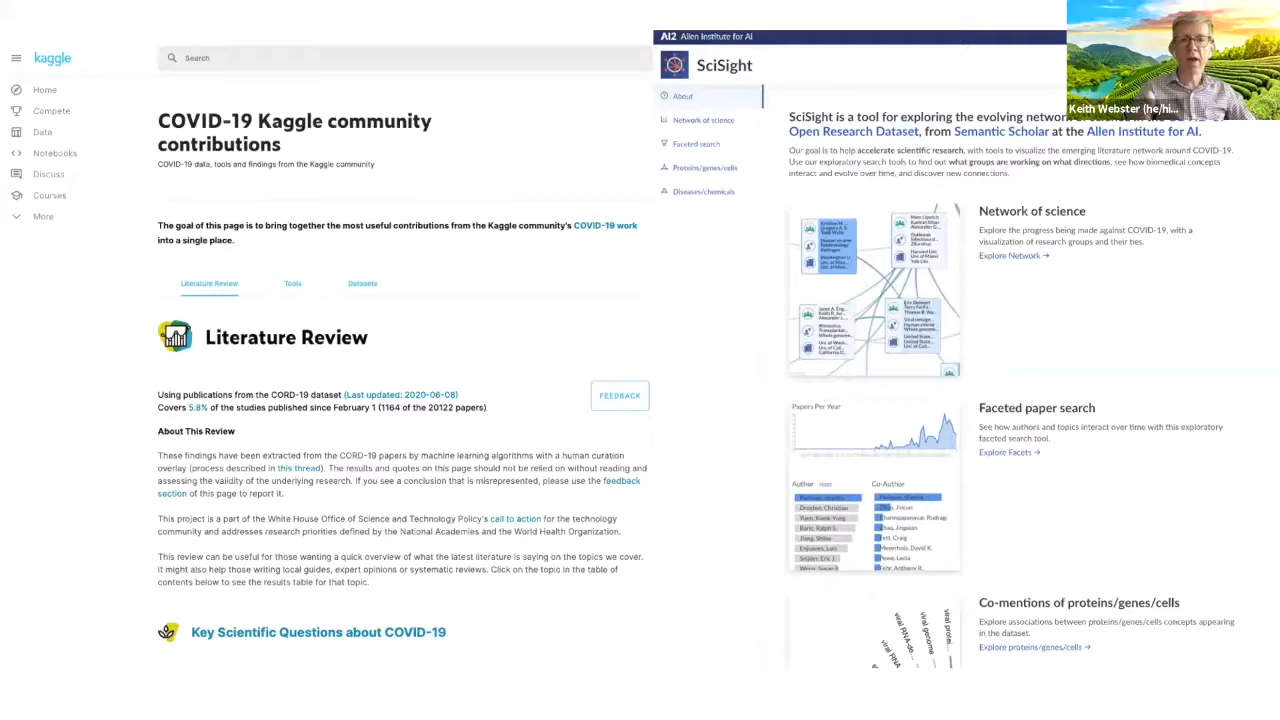 kaggle
Search
Home
Compete
Data
Notebooks
Discuss
Courses
More
COVID-19 Kaggle community
contributions
COVID-19 data, tools and findings from the Kaggle community
The goal of this page is to bring together the most useful contributions from the Kaggle community's COVID-19 work
into a single place.
Literature Review
Tools
Datasets
Literature Review
Using publications from the CORD-19 dataset (Last updated: 2020-06-08)
Covers 5.8% of the studies published since February 1 (1164 of the 20122 papers)
FEEDBACK
About This Review
These findings have been extracted from the CORD-19 papers by machine learning algorithms with a human curation
overlay (process described in this thread). The results and quotes on this page should not be relied on without reading and
assessing the validity of the underlying research. If you see a conclusion that is misrepresented, please use the feedback
section of this page to report it.
This project is a part of the White House Office of Science and Technology Policy's call to action for the technology
community and addresses research priorities defined by the National Academies and the World Health Organization.
This review can be useful for those wanting a quick overview of what the latest literature is saying on the topics we cover.
It might also help those writing local guides, expert opinions or systematic reviews. Click on the topic in the table of
contents below to see the results table for that topic.
Key Scientific Questions about COVID-19
AI2 Allen Institute for AI
SciSight
About
Network of science
Faceted search
Proteins/genes/cells
Diseases/chemicals
Keith Webster (he/hi...
SciSight is a tool for exploring the evolving network of
Open Research Dataset, from Semantic Scholar at the Allen Institute for AI.
Our goal is to help accelerate scientific research, with tools to visualize the emerging literature network around COVID-19.
Use our exploratory search tools to find out what groups are working on what directions, see how biomedical concepts
interact and evolve over time, and discover new connections.
Network of science
Explore the progress being made against COVID-19, with a
visualization of research groups and their ties.
Explore Network →
Papers Per Year
Author
Co-Author
Faceted paper search
See how authors and topics interact over time with this exploratory
faceted search tool.
Explore Facets →
Co-mentions of proteins/genes/cells
Explore associations between proteins/genes/cells concepts appearing
in the dataset.
Explore proteins/genes/cells →
viral RNA
viral RNA-de...
viral genome
viral protei...